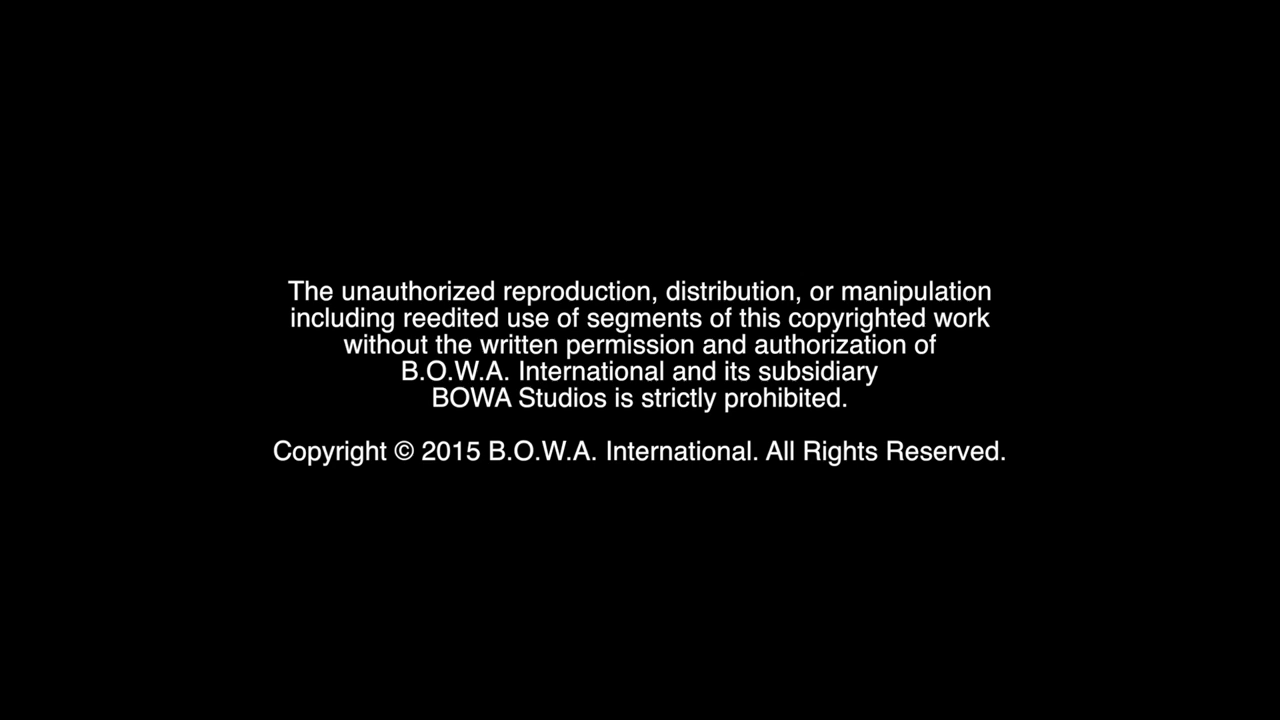 The unauthorized reproduction, distribution, or manipulation
including reedited use of segments of this copyrighted work
without the written permission and authorization of
B.O.W.A. International and its subsidiary
BOWA Studios is strictly prohibited.
Copyright © 2015 B.O.W.A. International. All Rights Reserved.